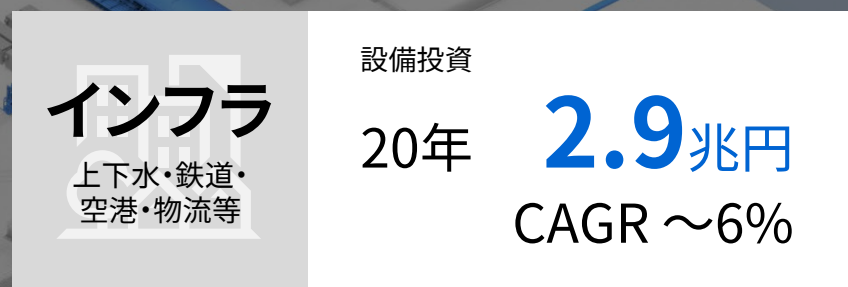 インフラ
上下水・鉄道・
空港・物流等
設備投資
20年 2.9兆円
CAGR ～6%